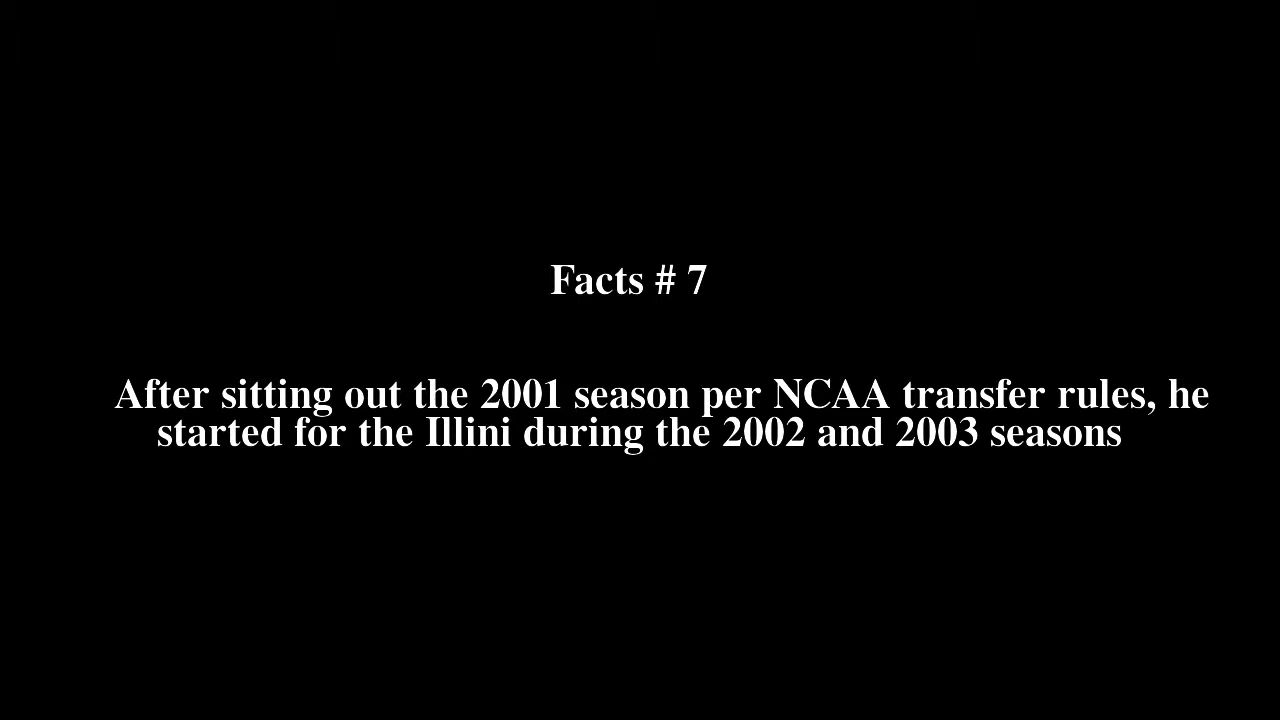 Facts # 7
After sitting out the 2001 season per NCAA transfer rules, he
started for the Illini during the 2002 and 2003 seasons